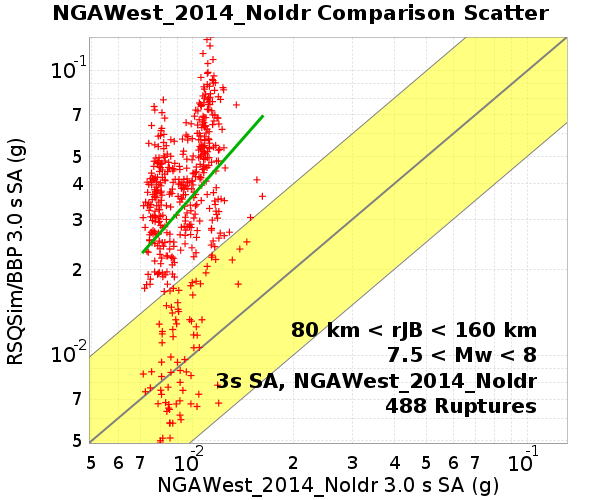 NGAWest_2014_NoIdr Comparison Scatter
RSQSim/BBP 3.0 s SA (g)
10⁻¹
7
5
4
3
2
10⁻²
7
5
80 km < rJB < 160 km
7.5 < Mw < 8
3s SA, NGAWest_2014_NoIdr
488 Ruptures
5 6 7 10⁻² 2 3 4 5 6 7 10⁻¹
NGAWest_2014_NoIdr 3.0 s SA (g)